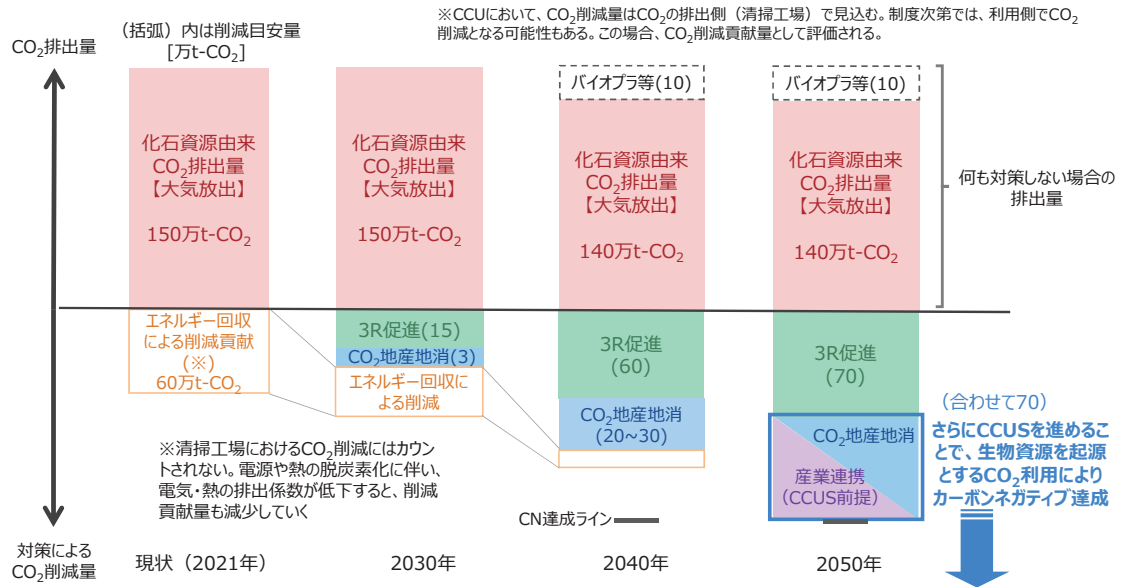 ※CCUにおいて、CO₂削減量はCO₂の排出側（清掃工場）で見込む。制度次第では、利用側でCO₂
削減となる可能性もある。この場合、CO₂削減貢献量として評価される。
CO₂排出量
（括弧）内は削減目安量
[万t-CO₂]
化石資源由来
CO₂排出量
【大気放出】
150万t-CO₂
化石資源由来
CO₂排出量
【大気放出】
150万t-CO₂
バイオプラ等(10)
化石資源由来
CO₂排出量
【大気放出】
140万t-CO₂
バイオプラ等(10)
化石資源由来
CO₂排出量
【大気放出】
140万t-CO₂
何も対策しない場合の
排出量
エネルギー回収
による削減貢献
(※)
60万t-CO₂
3R促進(15)
CO₂地産地消(3)
エネルギー回収に
よる削減
3R促進
(60)
CO₂地産地消
(20~30)
3R促進
(70)
CO₂地産地消
産業連携
（CCUS前提）
（合わせて70）
さらにCCUSを進めるこ
とで、生物資源を起源
とするCO₂利用により
カーボンネガティブ達成
※清掃工場におけるCO₂削減にはカウン
トされない。電源や熱の脱炭素化に伴い、
電気・熱の排出係数が低下すると、削減
貢献量も減少していく
CN達成ライン
対策による
CO₂削減量
現状（2021年）
2030年
2040年
2050年